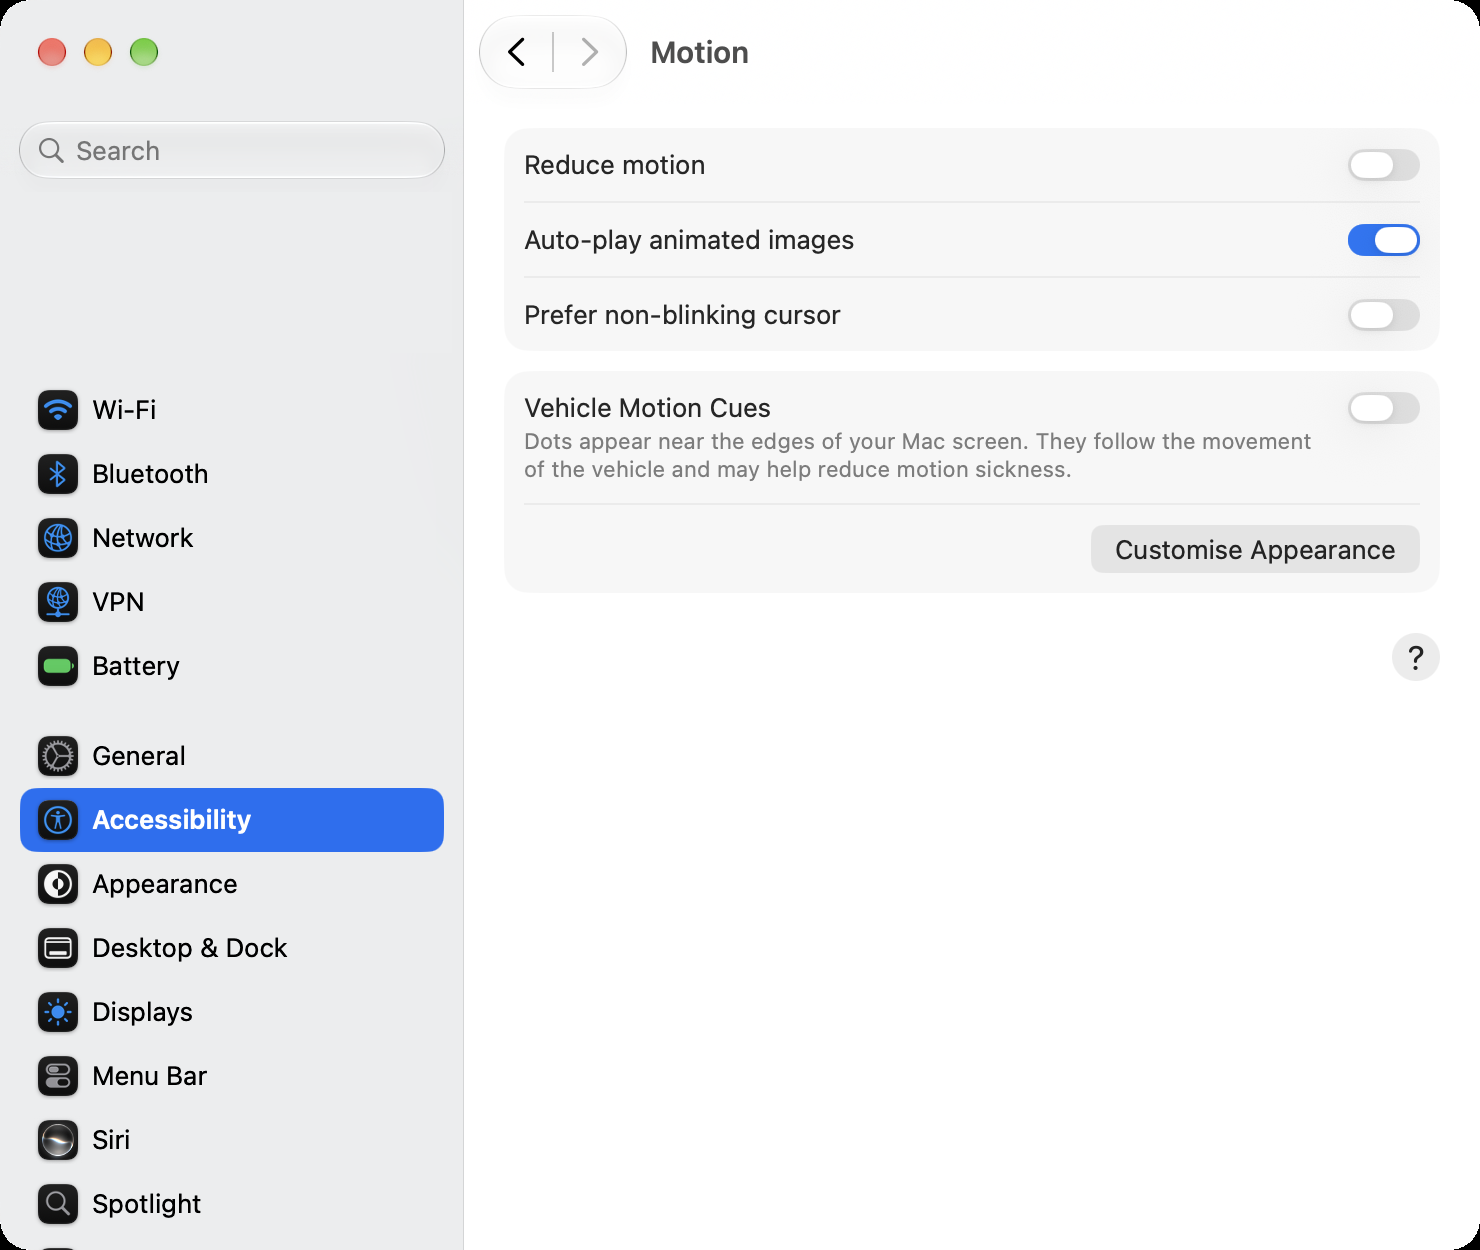 Motion
Search
Reduce motion
Auto-play animated images
Prefer non-blinking cursor
Vehicle Motion Cues
Dots appear near the edges of your Mac screen. They follow the movement
of the vehicle and may help reduce motion sickness.
Customise Appearance
?
Wi-Fi
Bluetooth
Network
VPN
Battery
General
Accessibility
Appearance
Desktop & Dock
Displays
Menu Bar
Siri
Spotlight